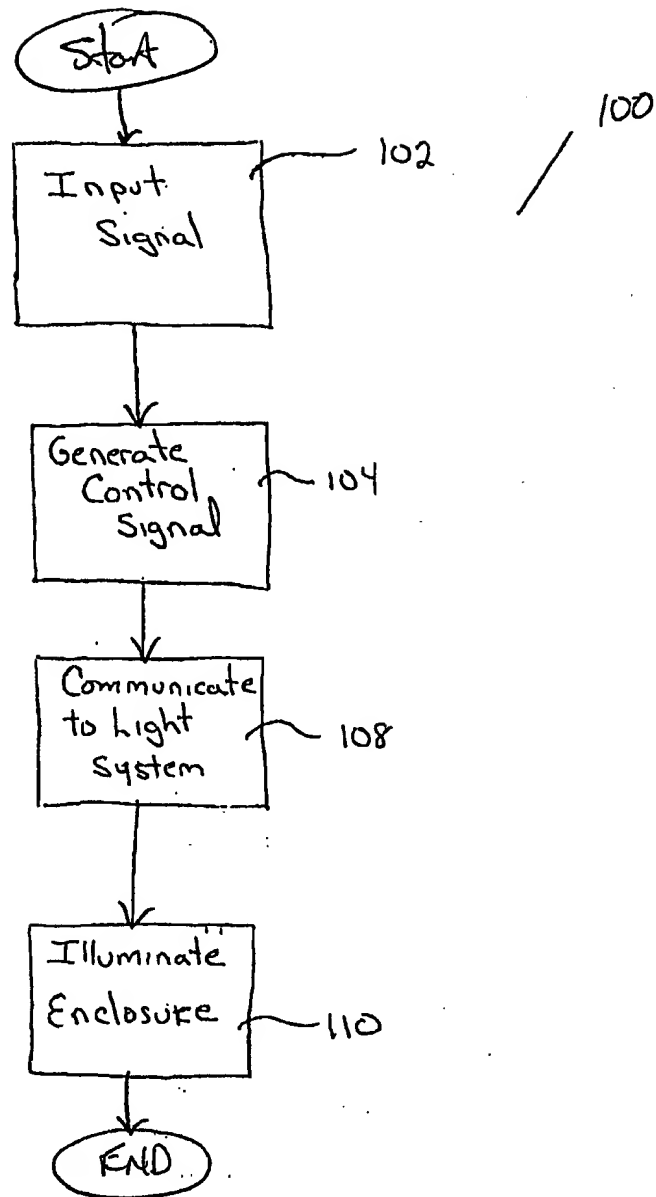 Start
100
102
Input
Signal
Generate
Control
Signal
104
Communicate
to Light
System
108
Illuminate
Enclosure
110
END